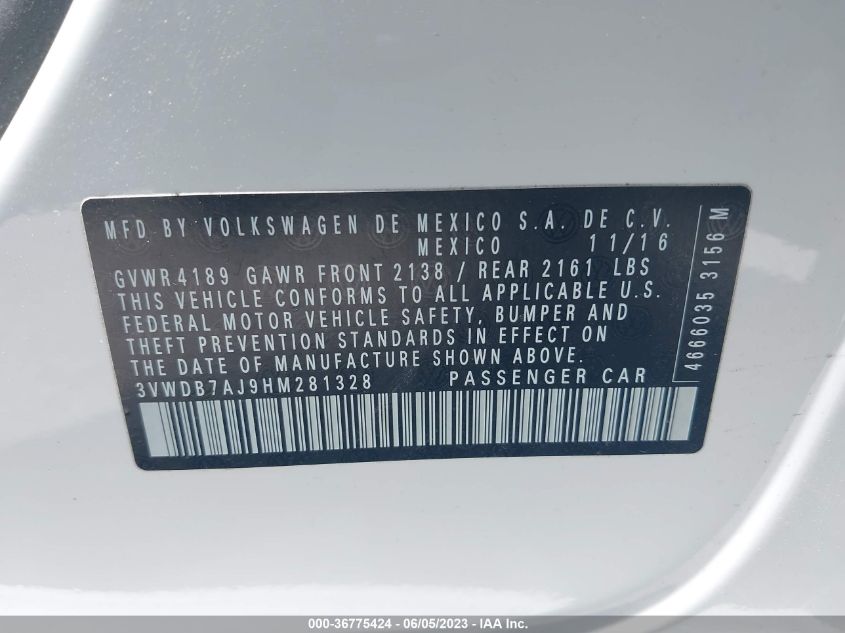 MFD BY VOLKSWAGEN DE MEXICO S.A. DE C.V.
MEXICO 11/16
GVWR 4189 GAWR FRONT 2138 / REAR 2161 LBS
THIS VEHICLE CONFORMS TO ALL APPLICABLE U.S.
FEDERAL MOTOR VEHICLE SAFETY, BUMPER AND
THEFT PREVENTION STANDARDS IN EFFECT ON
THE DATE OF MANUFACTURE SHOWN ABOVE.
3VWDB7AJ9HM281328 PASSENGER CAR
4666035 3156 M
000-36775424 - 06/05/2023 - IAA Inc.